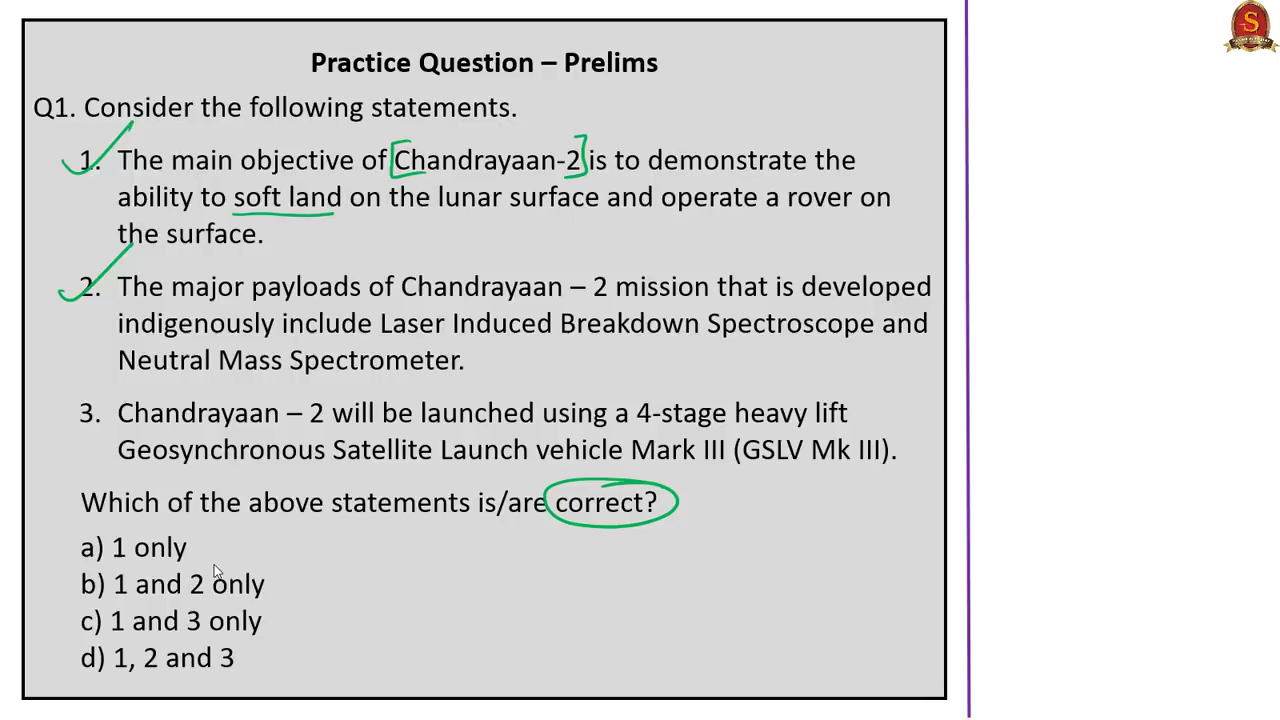 Practice Question – Prelims
Q1. Consider the following statements.
1. The main objective of [Chandrayaan-2] is to demonstrate the
ability to soft land on the lunar surface and operate a rover on
the surface.
2. The major payloads of Chandrayaan – 2 mission that is developed
indigenously include Laser Induced Breakdown Spectroscope and
Neutral Mass Spectrometer.
3. Chandrayaan – 2 will be launched using a 4-stage heavy lift
Geosynchronous Satellite Launch vehicle Mark III (GSLV Mk III).
Which of the above statements is/are correct?
a) 1 only
b) 1 and 2 only
c) 1 and 3 only
d) 1, 2 and 3
S